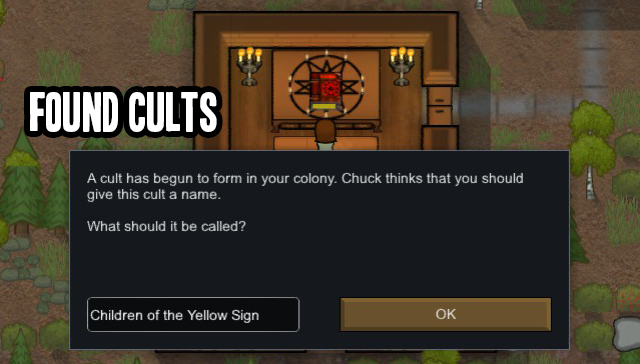 FOUND CULTS
A cult has begun to form in your colony. Chuck thinks that you should
give this cult a name.
What should it be called?
Children of the Yellow Sign
OK